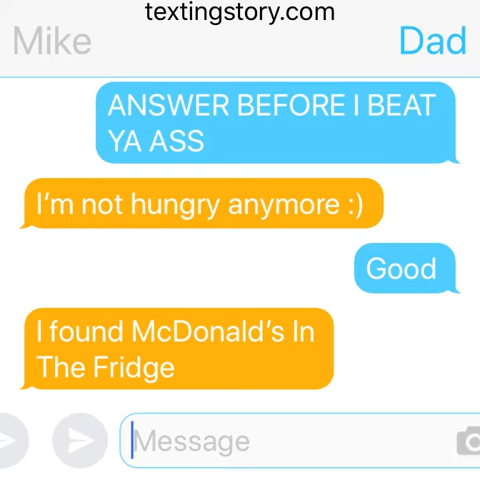 textingstory.com
Mike
Dad
ANSWER BEFORE I BEAT
YA ASS
I'm not hungry anymore :)
Good
I found McDonald's In
The Fridge
Message